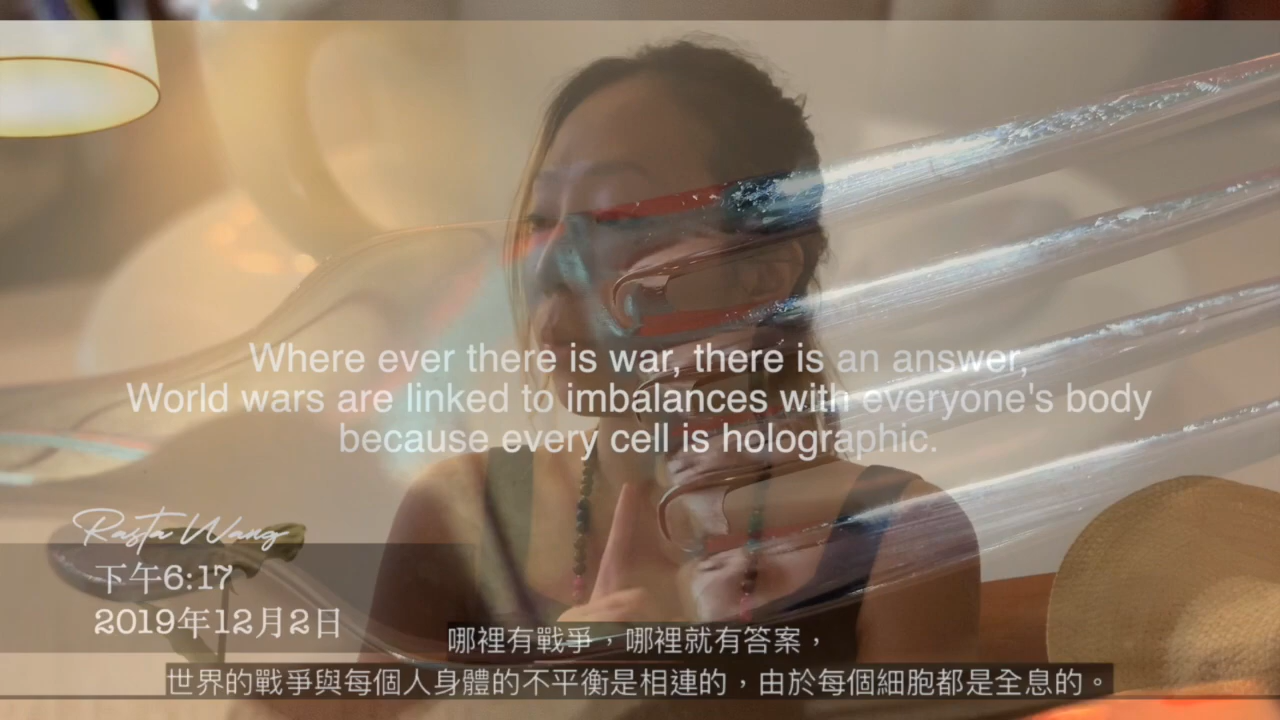 Where ever there is war, there is an answer,
World wars are linked to imbalances with everyone's body
because every cell is holographic.
Rasta Wang
下午6:17
2019年12月2日
哪裡有戰爭，哪裡就有答案，
世界的戰爭與每個人身體的不平衡是相連的，由於每個細胞都是全息的。